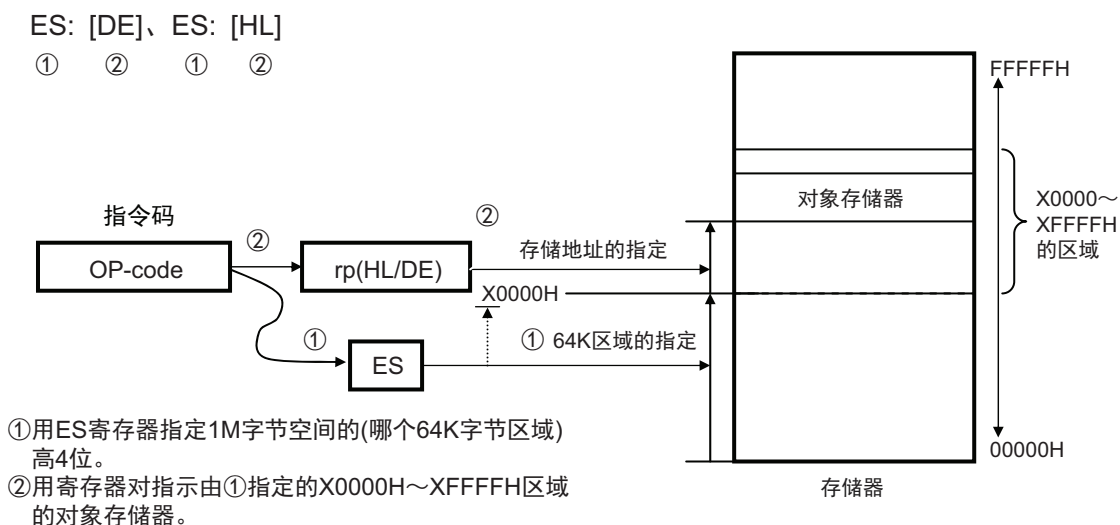 ES: [DE]、ES: [HL]
① ② ① ②
FFFFFH
对象存储器
X0000～
XFFFFH
的区域
指令码
②
②
存储地址的指定
OP-code
rp(HL/DE)
X0000H
①
① 64K区域的指定
ES
①用ES寄存器指定1M字节空间的(哪个64K字节区域)
高4位。
②用寄存器对指示由①指定的X0000H～XFFFFH区域
的对象存储器。
00000H
存储器